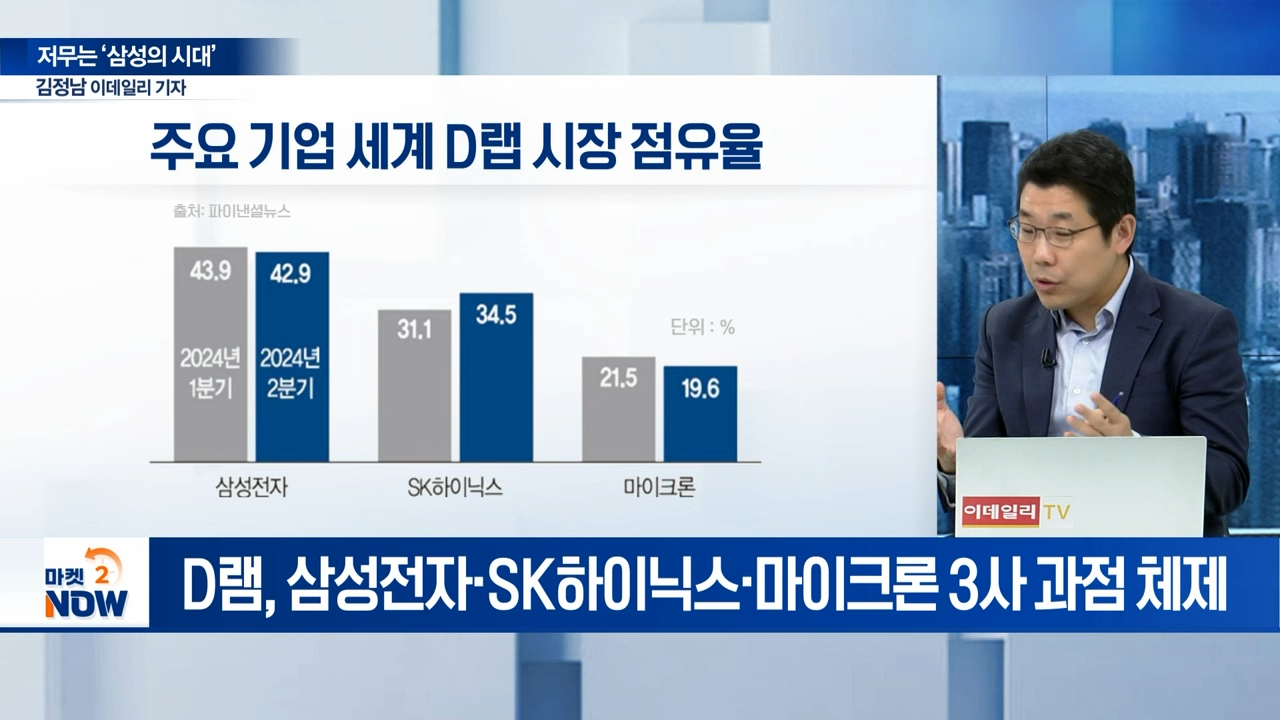 저무는 ‘삼성의 시대’
김정남 이데일리 기자
주요 기업 세계 D랩 시장 점유율
출처: 파이낸셜뉴스
단위 : %
43.9
42.9
31.1
34.5
21.5
19.6
2024년
1분기
2024년
2분기
삼성전자
SK하이닉스
마이크론
이데일리 TV
마켓 2
NOW
D램, 삼성전자·SK하이닉스·마이크론 3사 과점 체제